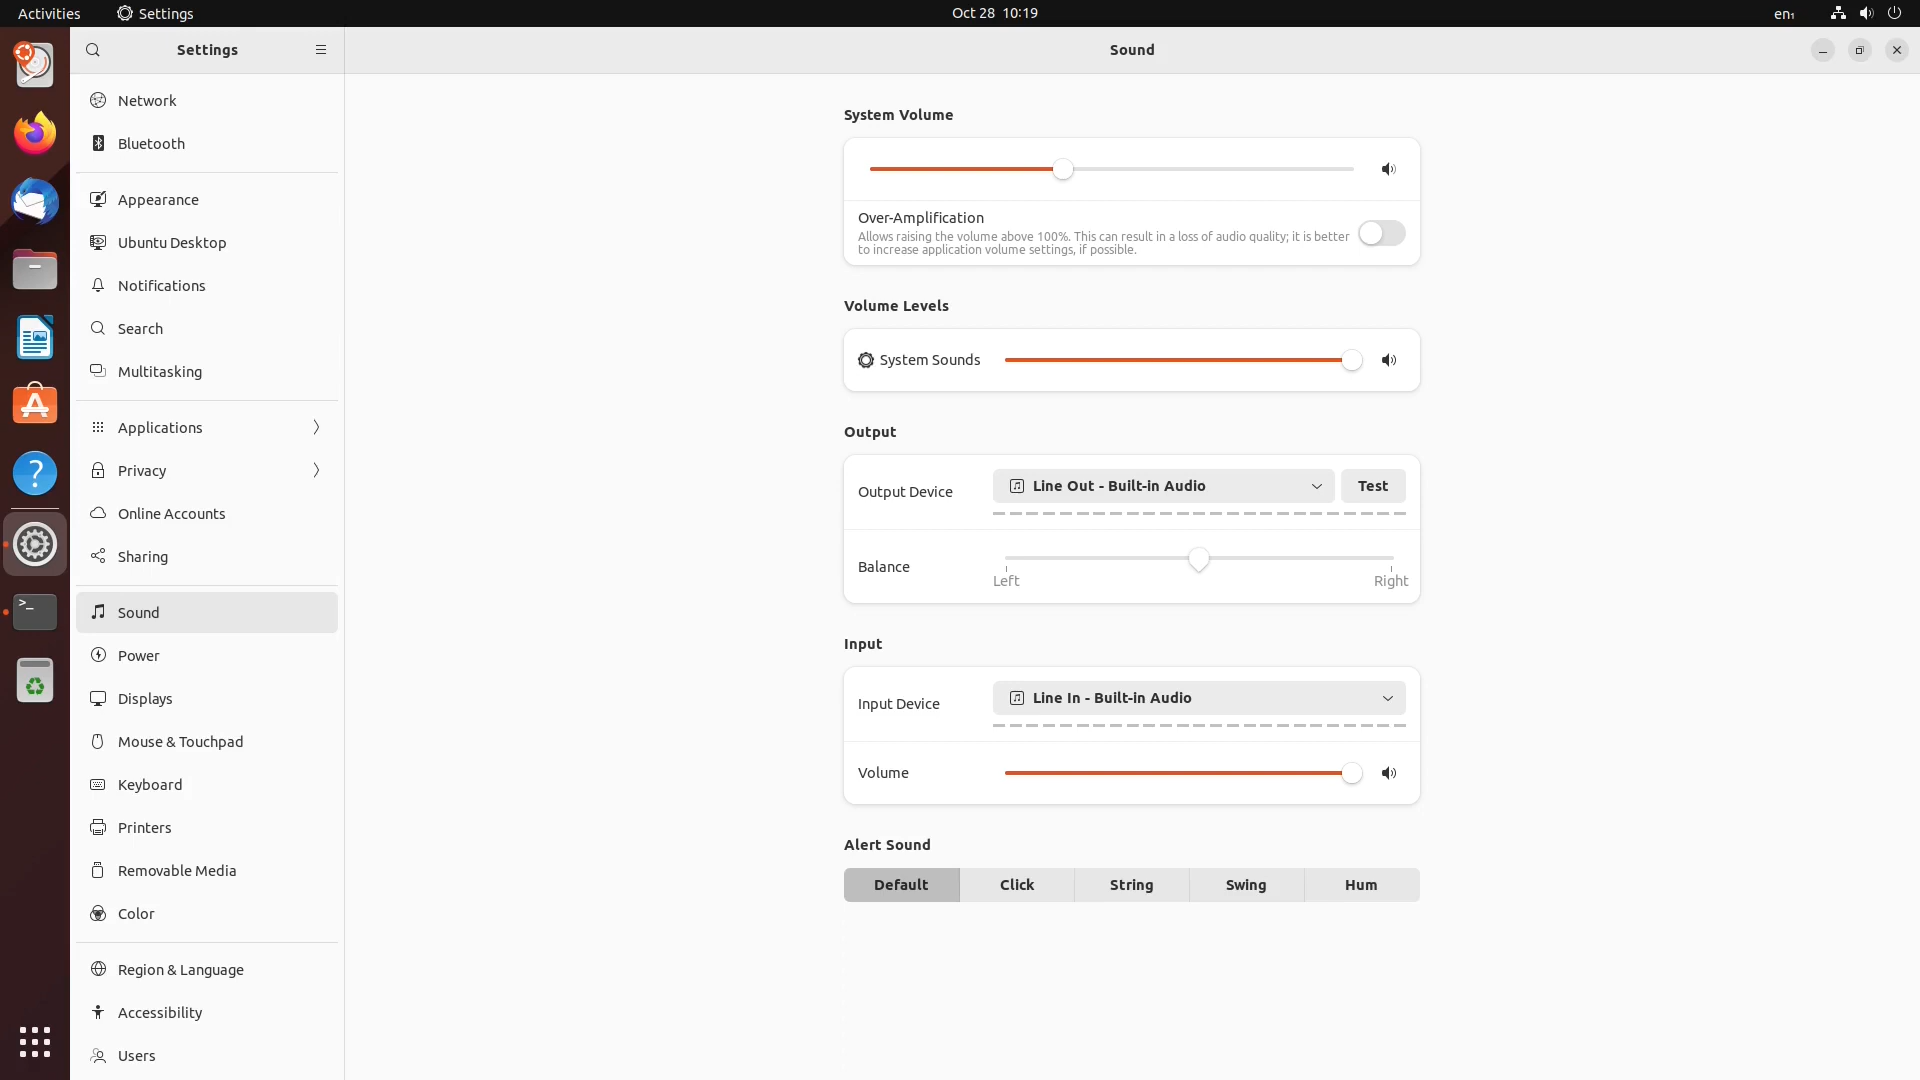 Activities
Settings
Oct 28 10:19
en₁
Settings
Sound
Network
Bluetooth
Appearance
Ubuntu Desktop
Notifications
Search
Multitasking
Applications
Privacy
Online Accounts
Sharing
Sound
Power
Displays
Mouse & Touchpad
Keyboard
Printers
Removable Media
Color
Region & Language
Accessibility
Users
System Volume
Over-Amplification
Allows raising the volume above 100%. This can result in a loss of audio quality; it is better
to increase application volume settings, if possible.
Volume Levels
System Sounds
Output
Output Device
Line Out - Built-in Audio
Test
Balance
Left
Right
Input
Input Device
Line In - Built-in Audio
Volume
Alert Sound
Default
Click
String
Swing
Hum